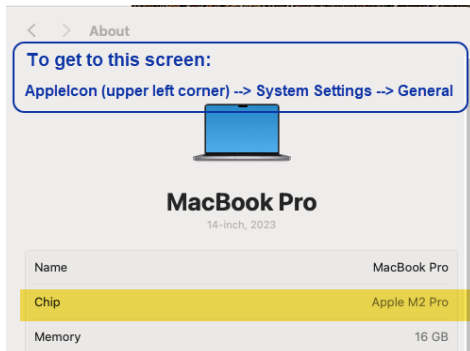 About
To get to this screen:
AppleIcon (upper left corner) --> System Settings --> General
MacBook Pro
14-inch, 2023
Name MacBook Pro
Chip Apple M2 Pro
Memory 16 GB